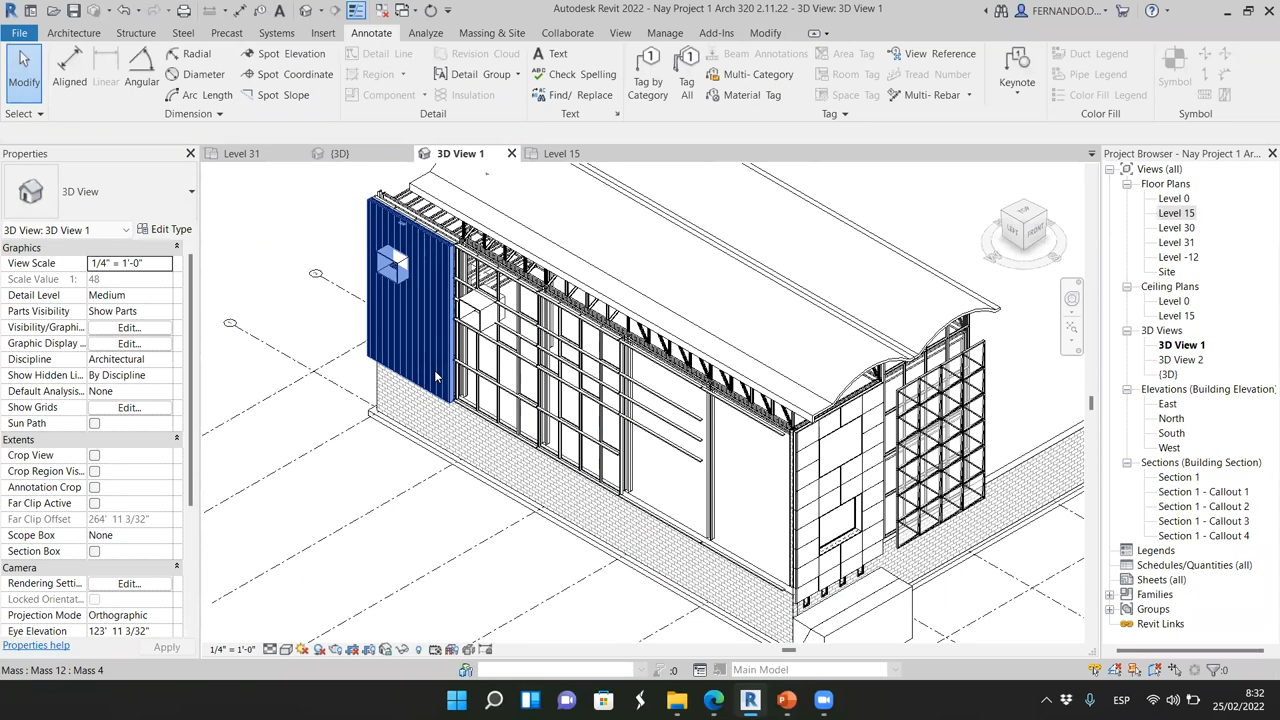 Autodesk Revit 2022 - Nay Project 1 Arch 320 2.11.22 - 3D View: 3D View 1
FERNANDO.D...
File Architecture Structure Steel Precast Systems Insert Annotate Analyze Massing & Site Collaborate View Manage Add-Ins Modify
Modify
Aligned Linear Angular
Radial
Diameter
Arc Length
Spot Elevation
Spot Coordinate
Spot Slope
Detail Line
Region
Component
Revision Cloud
Detail Group
Insulation
Text
Check Spelling
Find/ Replace
Tag by Category
Tag All
Beam Annotations
Multi- Category
Material Tag
Area Tag
Room Tag
Space Tag
View Reference
Tread Number
Multi- Rebar
Keynote
Duct Legend
Pipe Legend
Color Fill Legend
Symbol
Select Dimension Detail Text Tag Color Fill Symbol
Properties
3D View
3D View: 3D View 1 Edit Type
Graphics
View Scale 1/4" = 1'-0"
Scale Value 1: 48
Detail Level Medium
Parts Visibility Show Parts
Visibility/Graphi... Edit...
Graphic Display ... Edit...
Discipline Architectural
Show Hidden Li... By Discipline
Default Analysis... None
Show Grids Edit...
Sun Path
Extents
Crop View
Crop Region Vis...
Annotation Crop
Far Clip Active
Far Clip Offset 264' 11 3/32"
Scope Box None
Section Box
Camera
Rendering Setti... Edit...
Locked Orientat...
Projection Mode Orthographic
Eye Elevation 123' 11 3/32"
Properties help Apply
Level 31 {3D} 3D View 1 Level 15
TOP
LEFT FRONT
1/4" = 1'-0"
Project Browser - Nay Project 1 Ar...
Views (all)
Floor Plans
Level 0
Level 15
Level 30
Level 31
Level -12
Site
Ceiling Plans
Level 0
Level 15
3D Views
3D View 1
3D View 2
{3D}
Elevations (Building Elevation)
East
North
South
West
Sections (Building Section)
Section 1
Section 1 - Callout 1
Section 1 - Callout 2
Section 1 - Callout 3
Section 1 - Callout 4
Legends
Schedules/Quantities (all)
Sheets (all)
Families
Groups
Revit Links
Mass : Mass 12 : Mass 4 :0 Main Model :0
ESP
8:32
25/02/2022